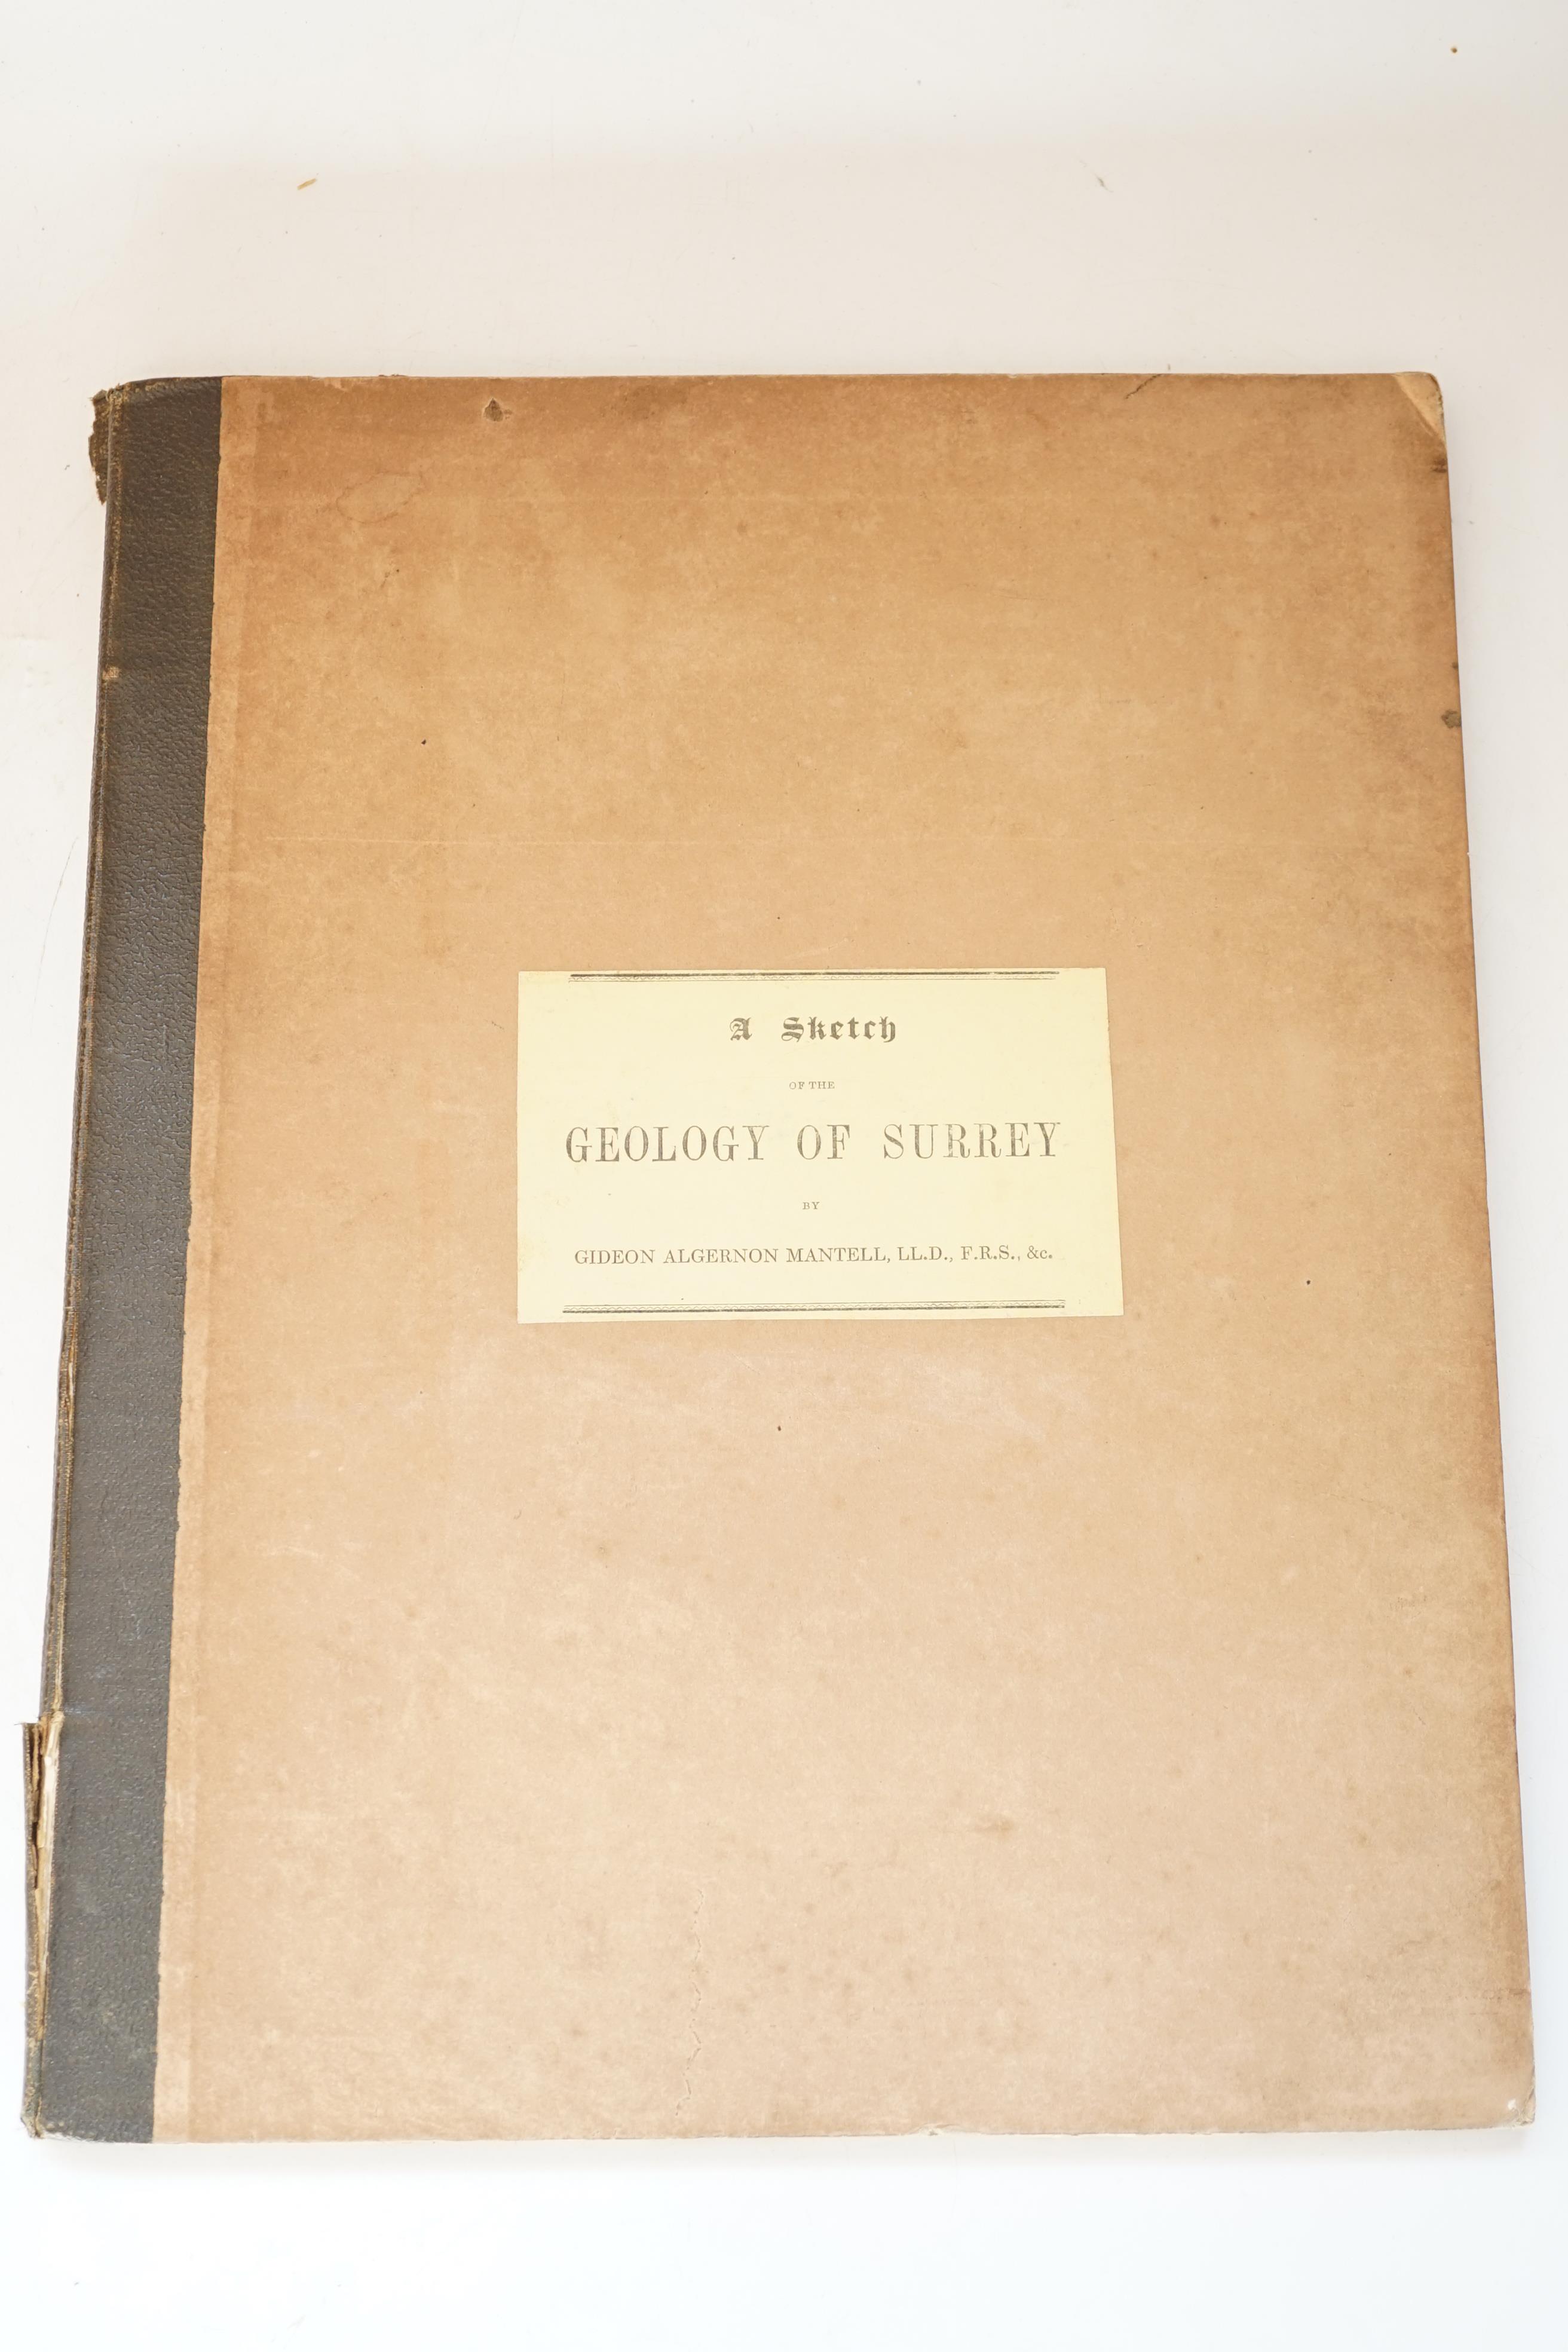 A Sketch
OF THE
GEOLOGY OF SURREY
BY
GIDEON ALGERNON MANTELL, LL.D., F.R.S., &c.